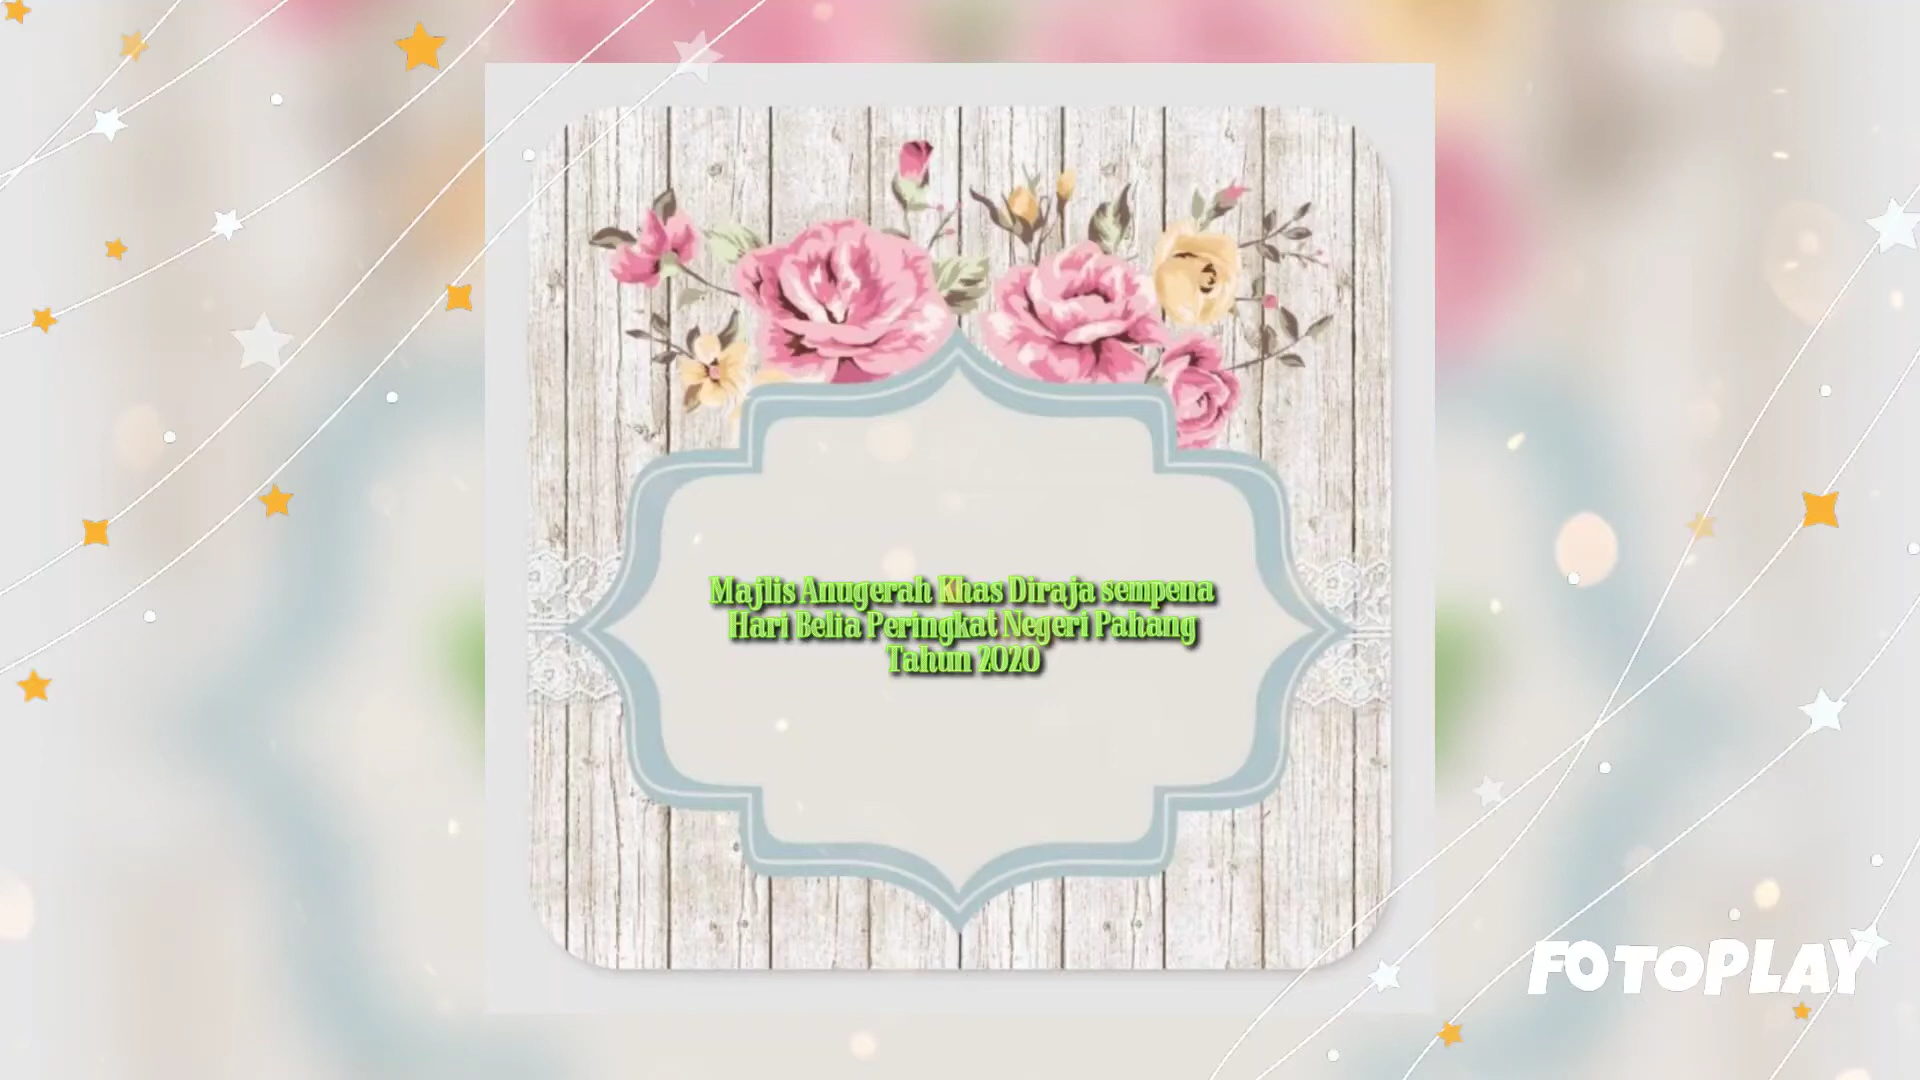 Majlis Anugerah Khas Diraja sempena
Hari Belia Peringkat Negeri Pahang
Tahun 2020
FOTOPLAY